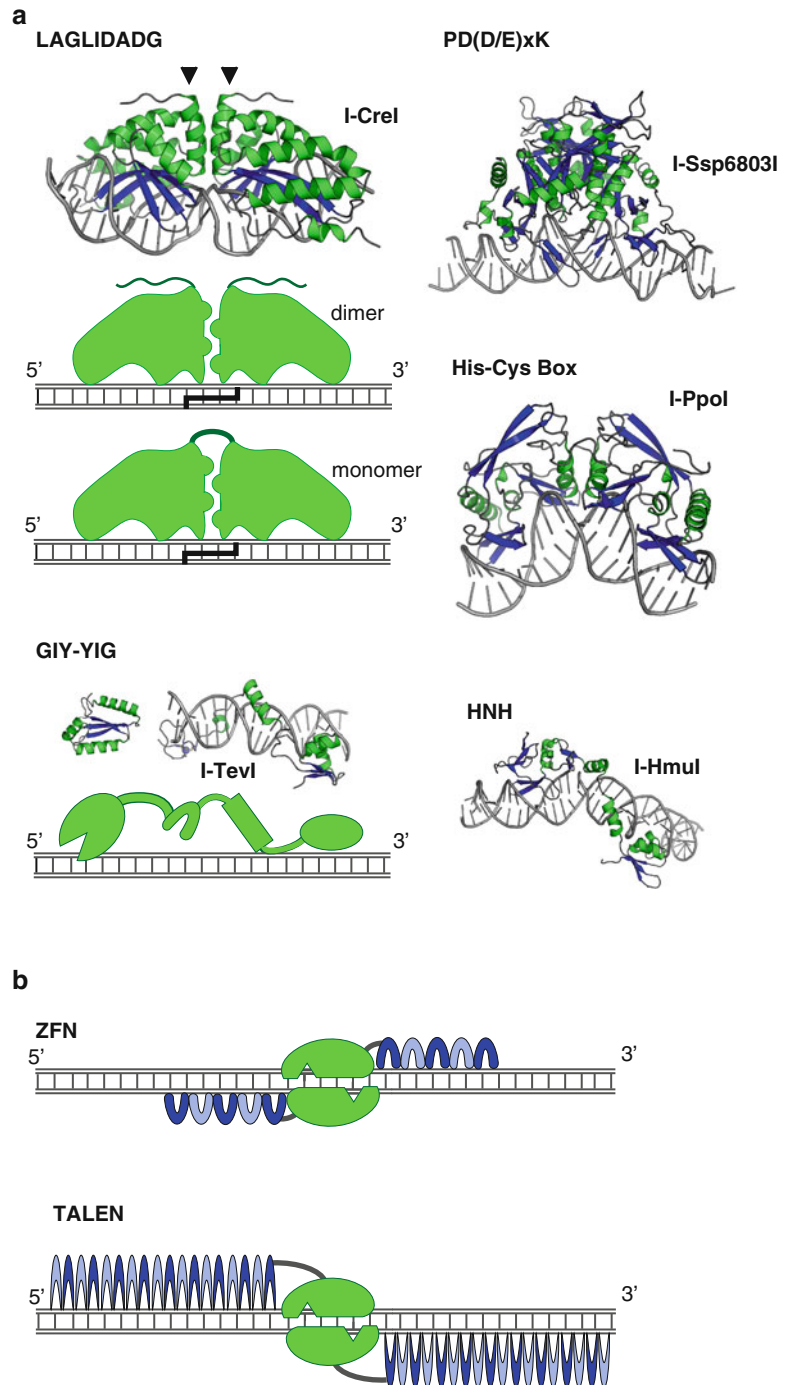 a
LAGLIDADG
I-CreI
dimer
5’ 3’
monomer
5’ 3’
GIY-YIG
I-TevI
5’ 3’
PD(D/E)xK
I-Ssp6803I
His-Cys Box
I-PpoI
HNH
I-HmuI
b
ZFN
5’ 3’
TALEN
5’ 3’